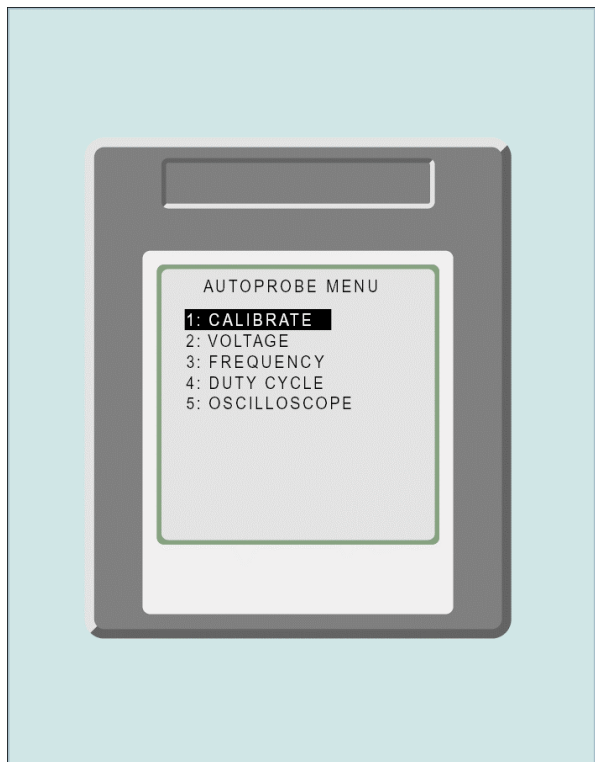 AUTOPROBE MENU
1: CALIBRATE
2: VOLTAGE
3: FREQUENCY
4: DUTY CYCLE
5: OSCILLOSCOPE